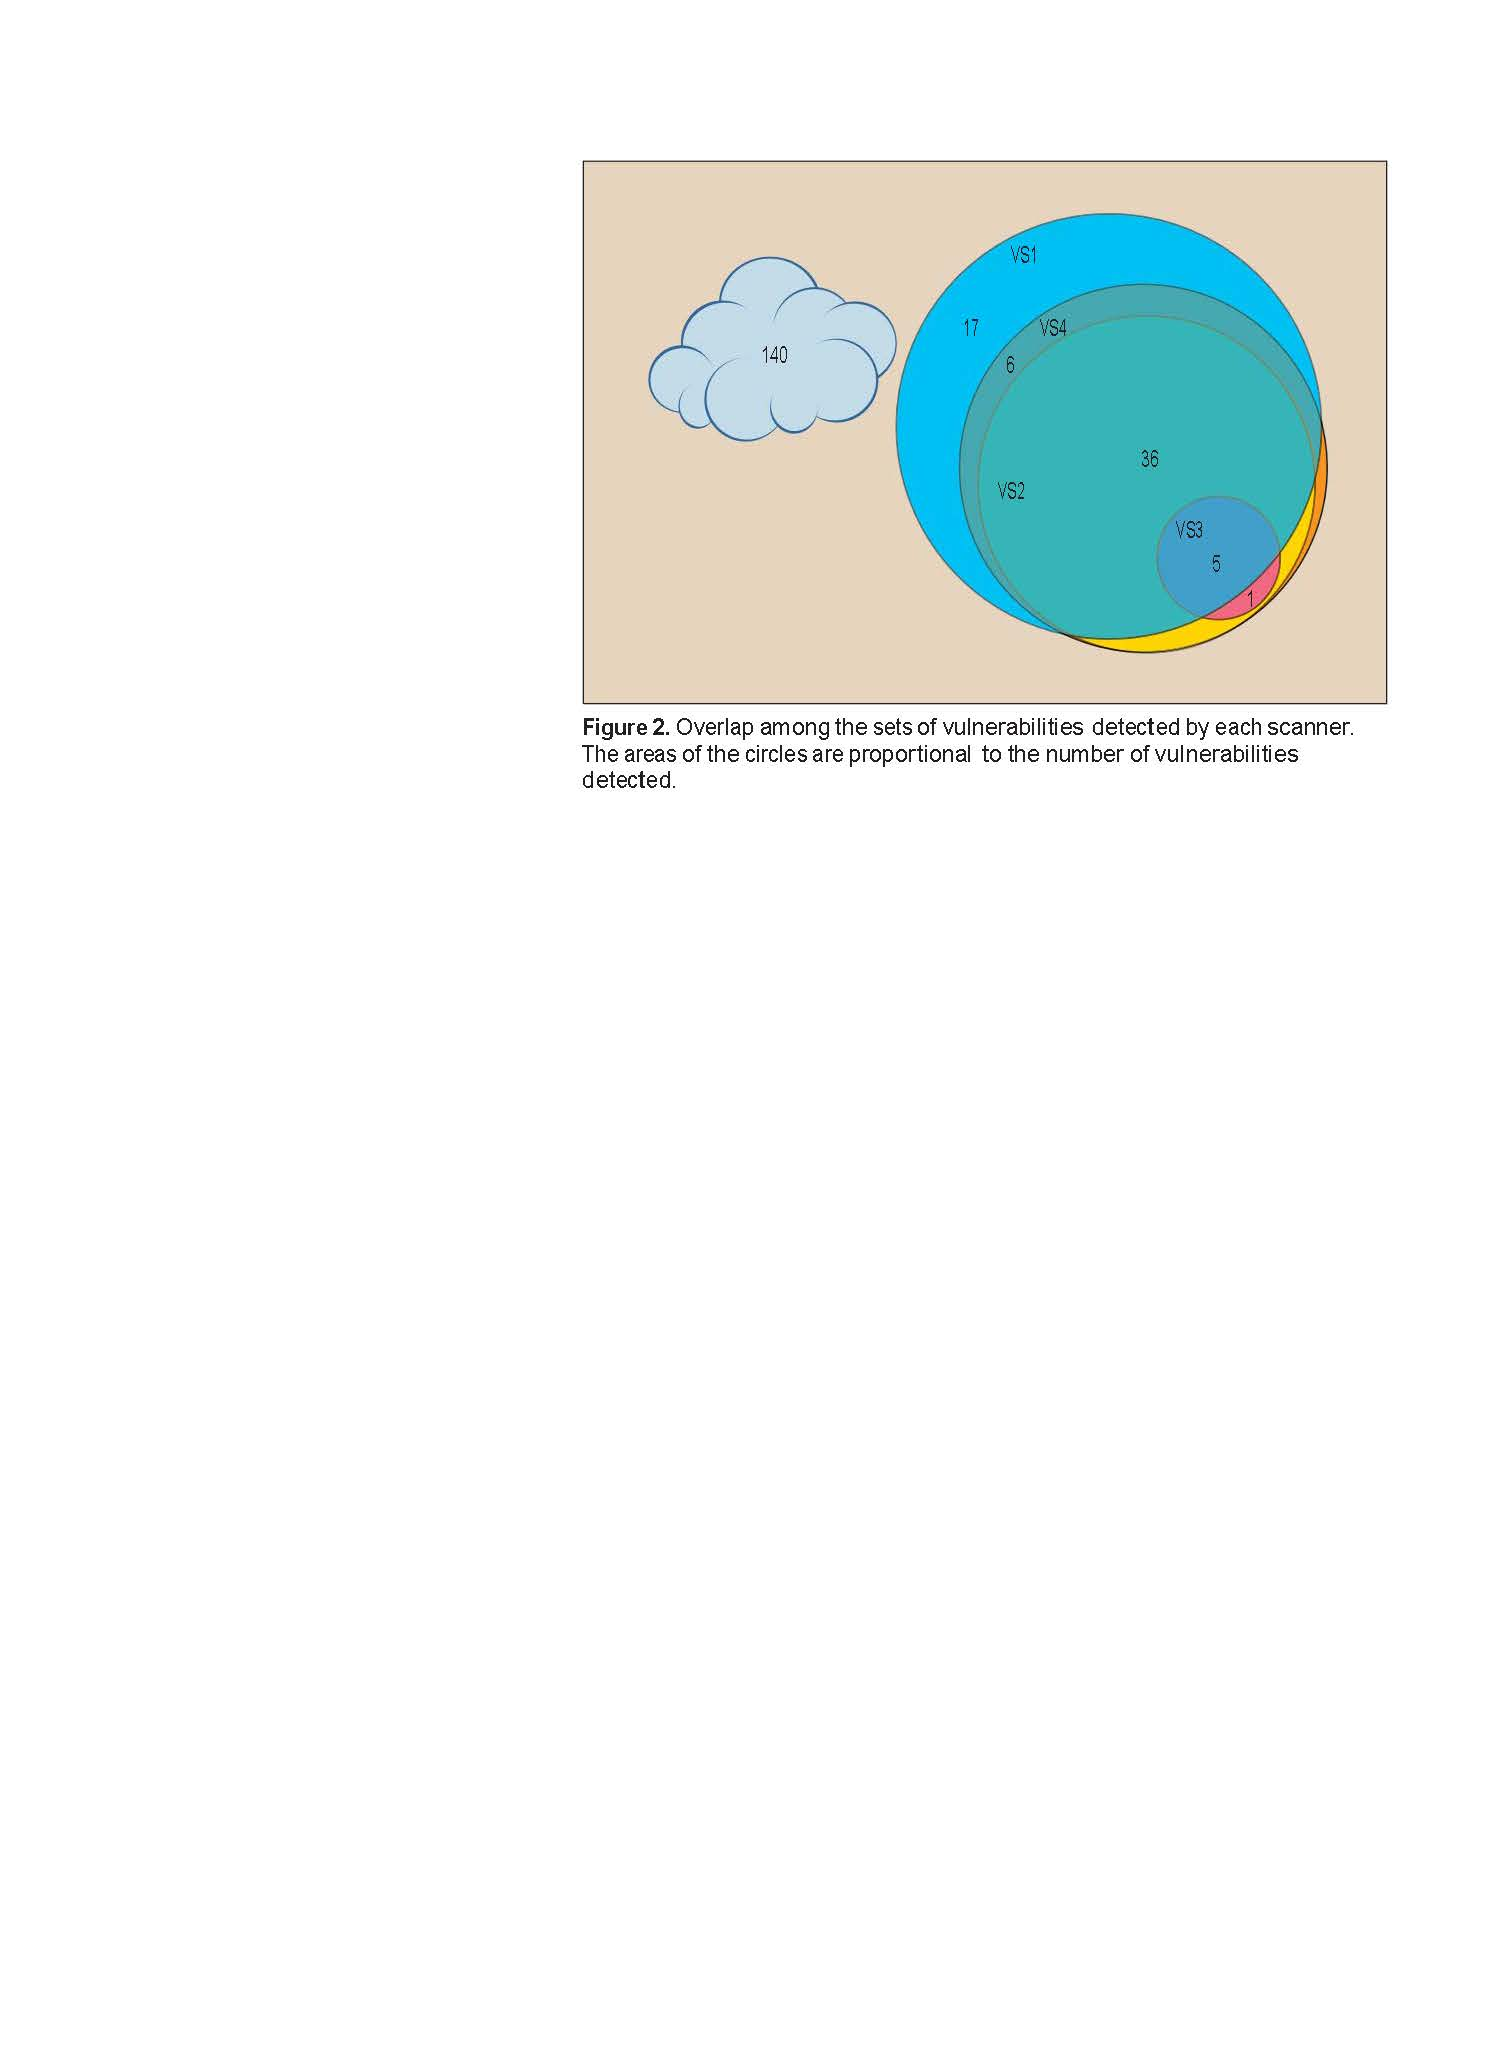 VS1
17
VS4
140
6
36
VS2
VS3
5
1
Figure 2. Overlap among the sets of vulnerabilities detected by each scanner.
The areas of the circles are proportional to the number of vulnerabilities
detected.